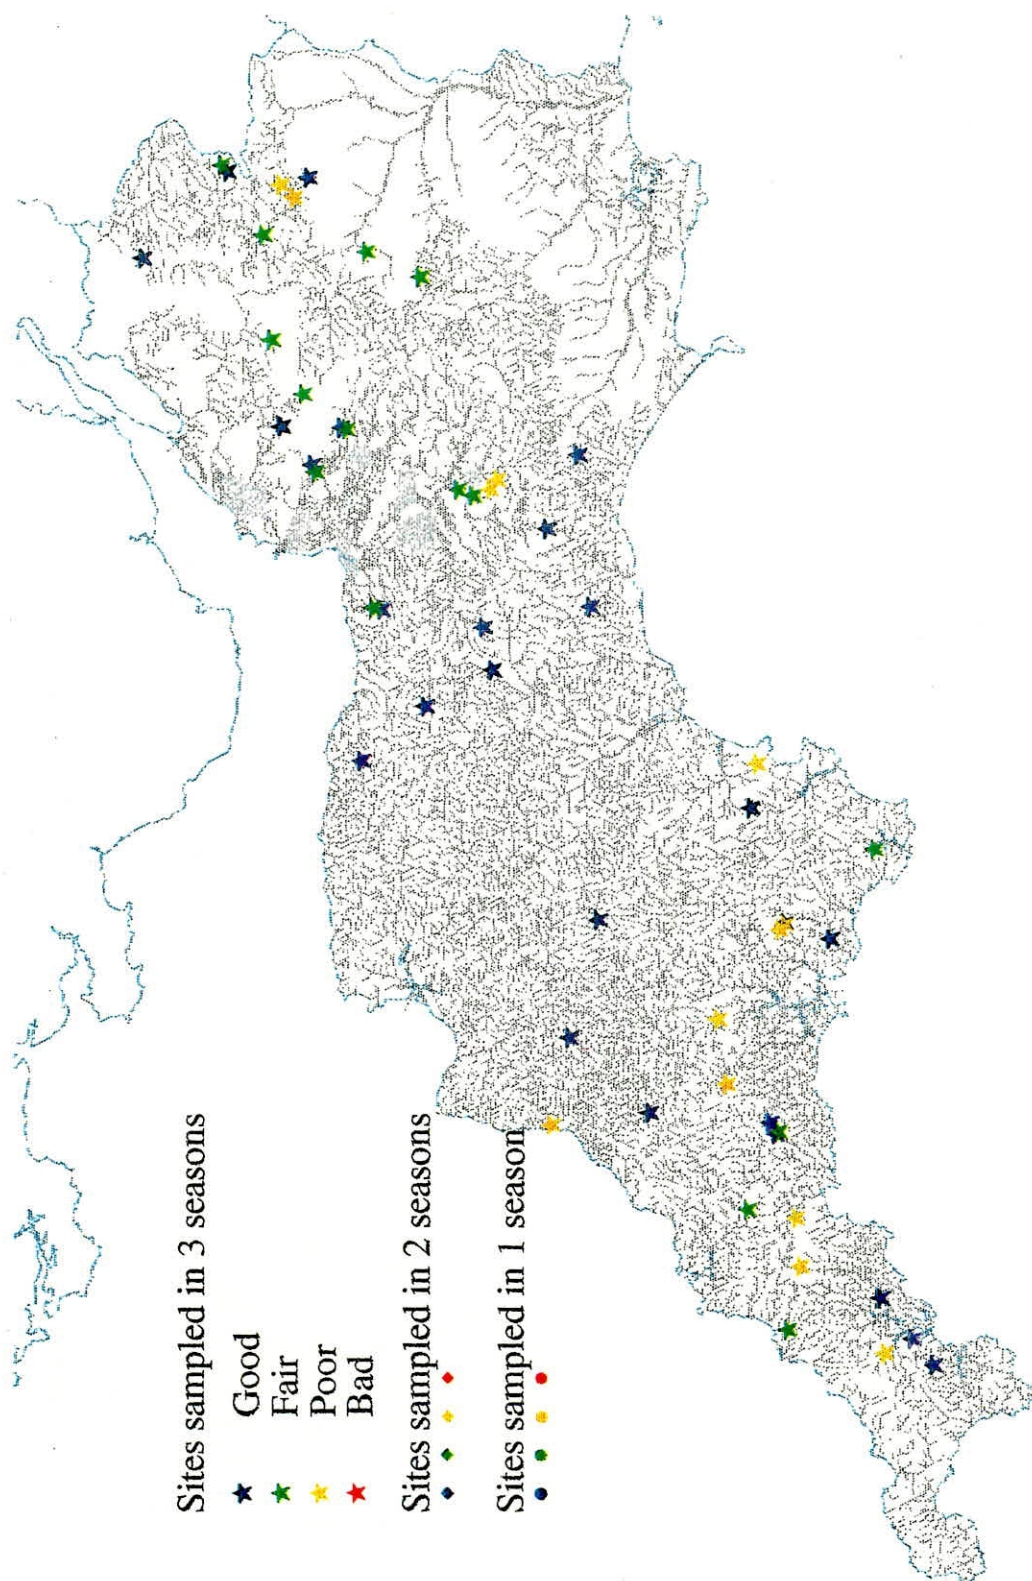 Sites sampled in 3 seasons
Good
Fair
Poor
Bad
Sites sampled in 2 seasons
Sites sampled in 1 season